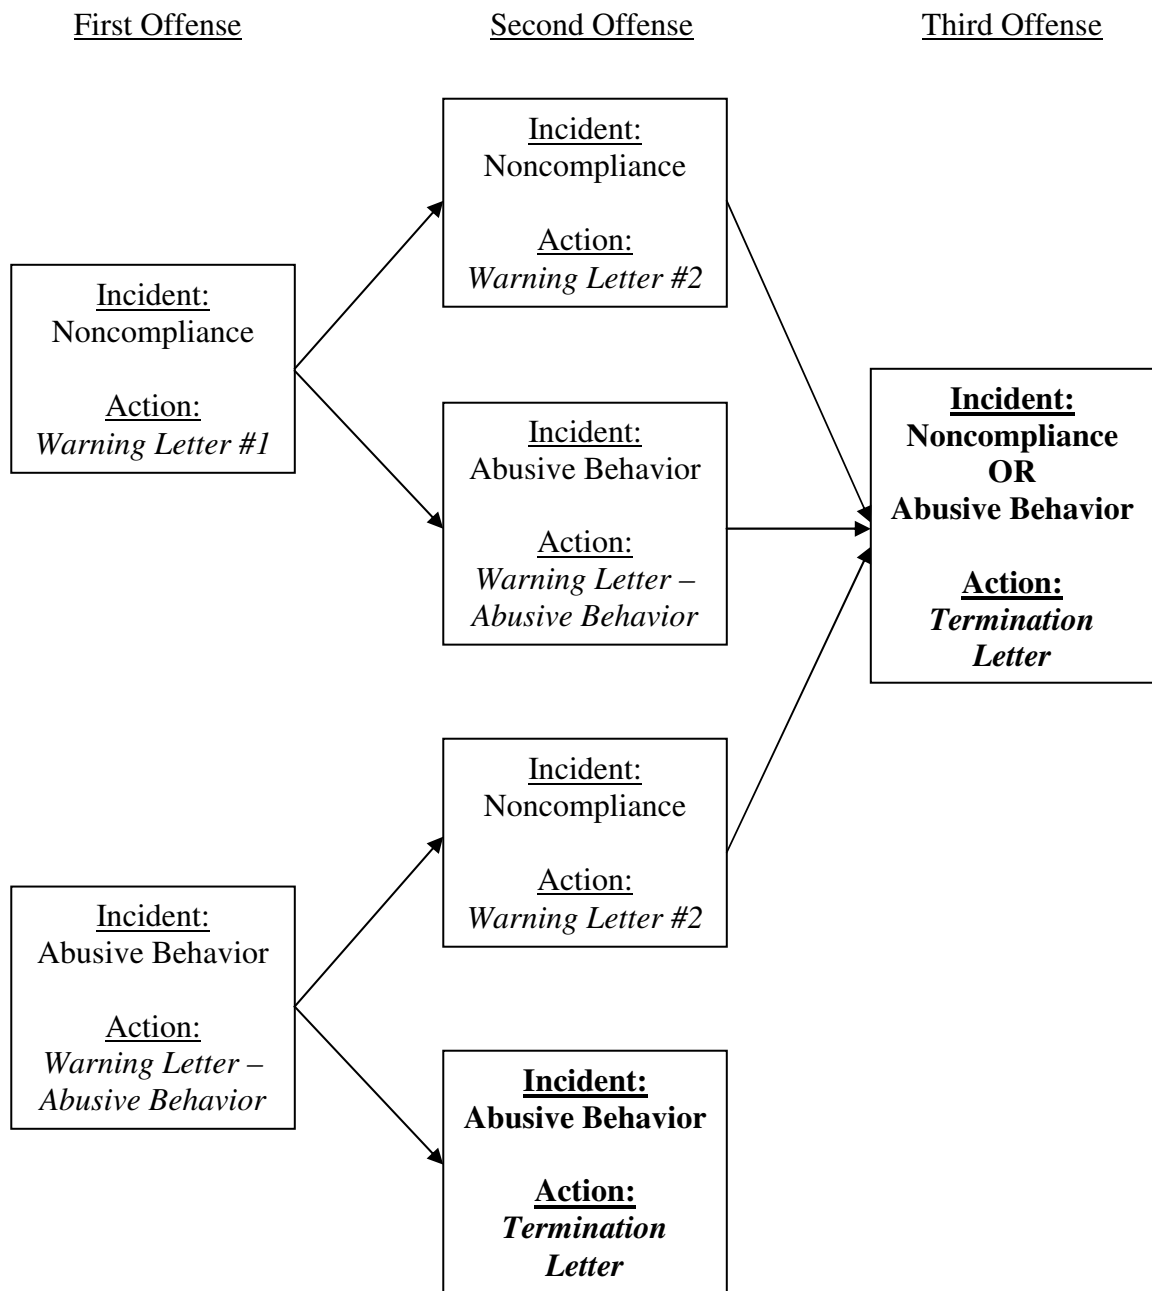 First Offense
Second Offense
Third Offense
Incident:
Noncompliance
Action:
Warning Letter #1
Incident:
Noncompliance
Action:
Warning Letter #2
Incident:
Abusive Behavior
Action:
Warning Letter –
Abusive Behavior
Incident:
Noncompliance
OR
Abusive Behavior
Action:
Termination
Letter
Incident:
Abusive Behavior
Action:
Warning Letter –
Abusive Behavior
Incident:
Noncompliance
Action:
Warning Letter #2
Incident:
Abusive Behavior
Action:
Termination
Letter